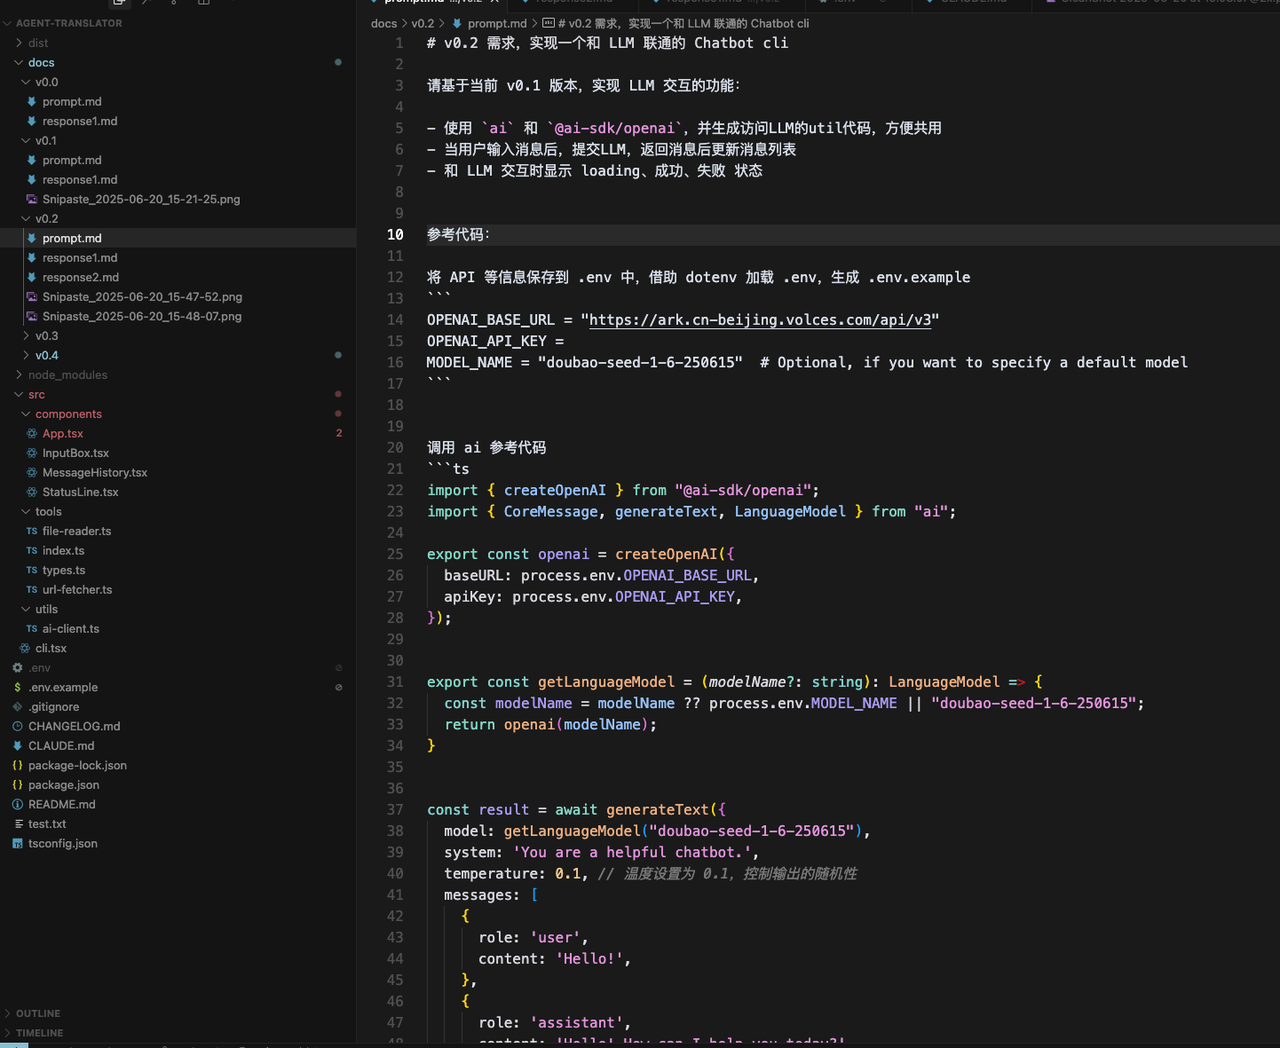 AGENT-TRANSLATOR
dist
docs
v0.0
prompt.md
response1.md
v0.1
prompt.md
response1.md
Snipaste_2025-06-20_15-21-25.png
v0.2
prompt.md
response1.md
response2.md
Snipaste_2025-06-20_15-47-52.png
Snipaste_2025-06-20_15-48-07.png
v0.3
v0.4
node_modules
src
components
App.tsx 2
InputBox.tsx
MessageHistory.tsx
StatusLine.tsx
tools
TS file-reader.ts
TS index.ts
TS types.ts
TS url-fetcher.ts
utils
TS ai-client.ts
cli.tsx
.env
$ .env.example
.gitignore
CHANGELOG.md
CLAUDE.md
{} package-lock.json
{} package.json
README.md
test.txt
tsconfig.json
OUTLINE
TIMELINE
docs > v0.2 > prompt.md > # v0.2 需求，实现一个和 LLM 联通的 Chatbot cli
1 # v0.2 需求，实现一个和 LLM 联通的 Chatbot cli
2
3 请基于当前 v0.1 版本，实现 LLM 交互的功能：
4
5 - 使用 `ai` 和 `@ai-sdk/openai`，并生成访问LLM的util代码，方便共用
6 - 当用户输入消息后，提交LLM，返回消息后更新消息列表
7 - 和 LLM 交互时显示 loading、成功、失败 状态
8
9
10 参考代码：
11
12 将 API 等信息保存到 .env 中，借助 dotenv 加载 .env，生成 .env.example
13 ```
14 OPENAI_BASE_URL = "https://ark.cn-beijing.volces.com/api/v3"
15 OPENAI_API_KEY =
16 MODEL_NAME = "doubao-seed-1-6-250615"  # Optional, if you want to specify a default model
17 ```
18
19
20 调用 ai 参考代码
21 ```ts
22 import { createOpenAI } from "@ai-sdk/openai";
23 import { CoreMessage, generateText, LanguageModel } from "ai";
24
25 export const openai = createOpenAI({
26 baseURL: process.env.OPENAI_BASE_URL,
27 apiKey: process.env.OPENAI_API_KEY,
28 });
29
30
31 export const getLanguageModel = (modelName?: string): LanguageModel => {
32 const modelName = modelName ?? process.env.MODEL_NAME || "doubao-seed-1-6-250615";
33 return openai(modelName);
34 }
35
36
37 const result = await generateText({
38 model: getLanguageModel("doubao-seed-1-6-250615"),
39 system: 'You are a helpful chatbot.',
40 temperature: 0.1, // 温度设置为 0.1，控制输出的随机性
41 messages: [
42 {
43 role: 'user',
44 content: 'Hello!',
45 },
46 {
47 role: 'assistant',
48 content: 'Hello! How can I help you today?'